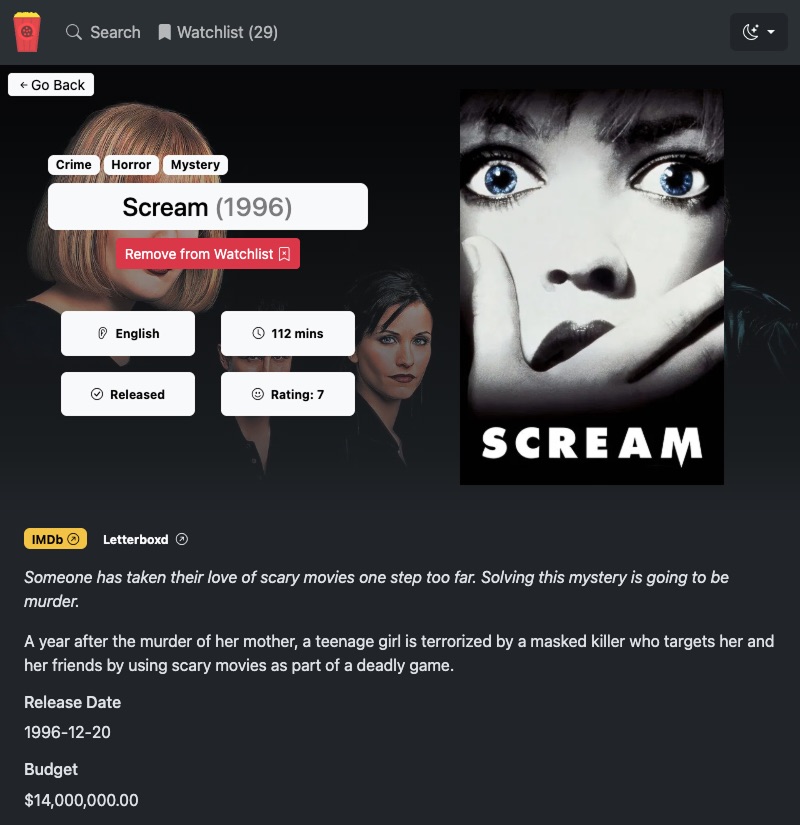 Search
Watchlist (29)
Go Back
Crime Horror Mystery
Scream (1996)
Remove from Watchlist
English
112 mins
Released
Rating: 7
SCREAM
IMDb
Letterboxd
Someone has taken their love of scary movies one step too far. Solving this mystery is going to be
murder.
A year after the murder of her mother, a teenage girl is terrorized by a masked killer who targets her and
her friends by using scary movies as part of a deadly game.
Release Date
1996-12-20
Budget
$14,000,000.00